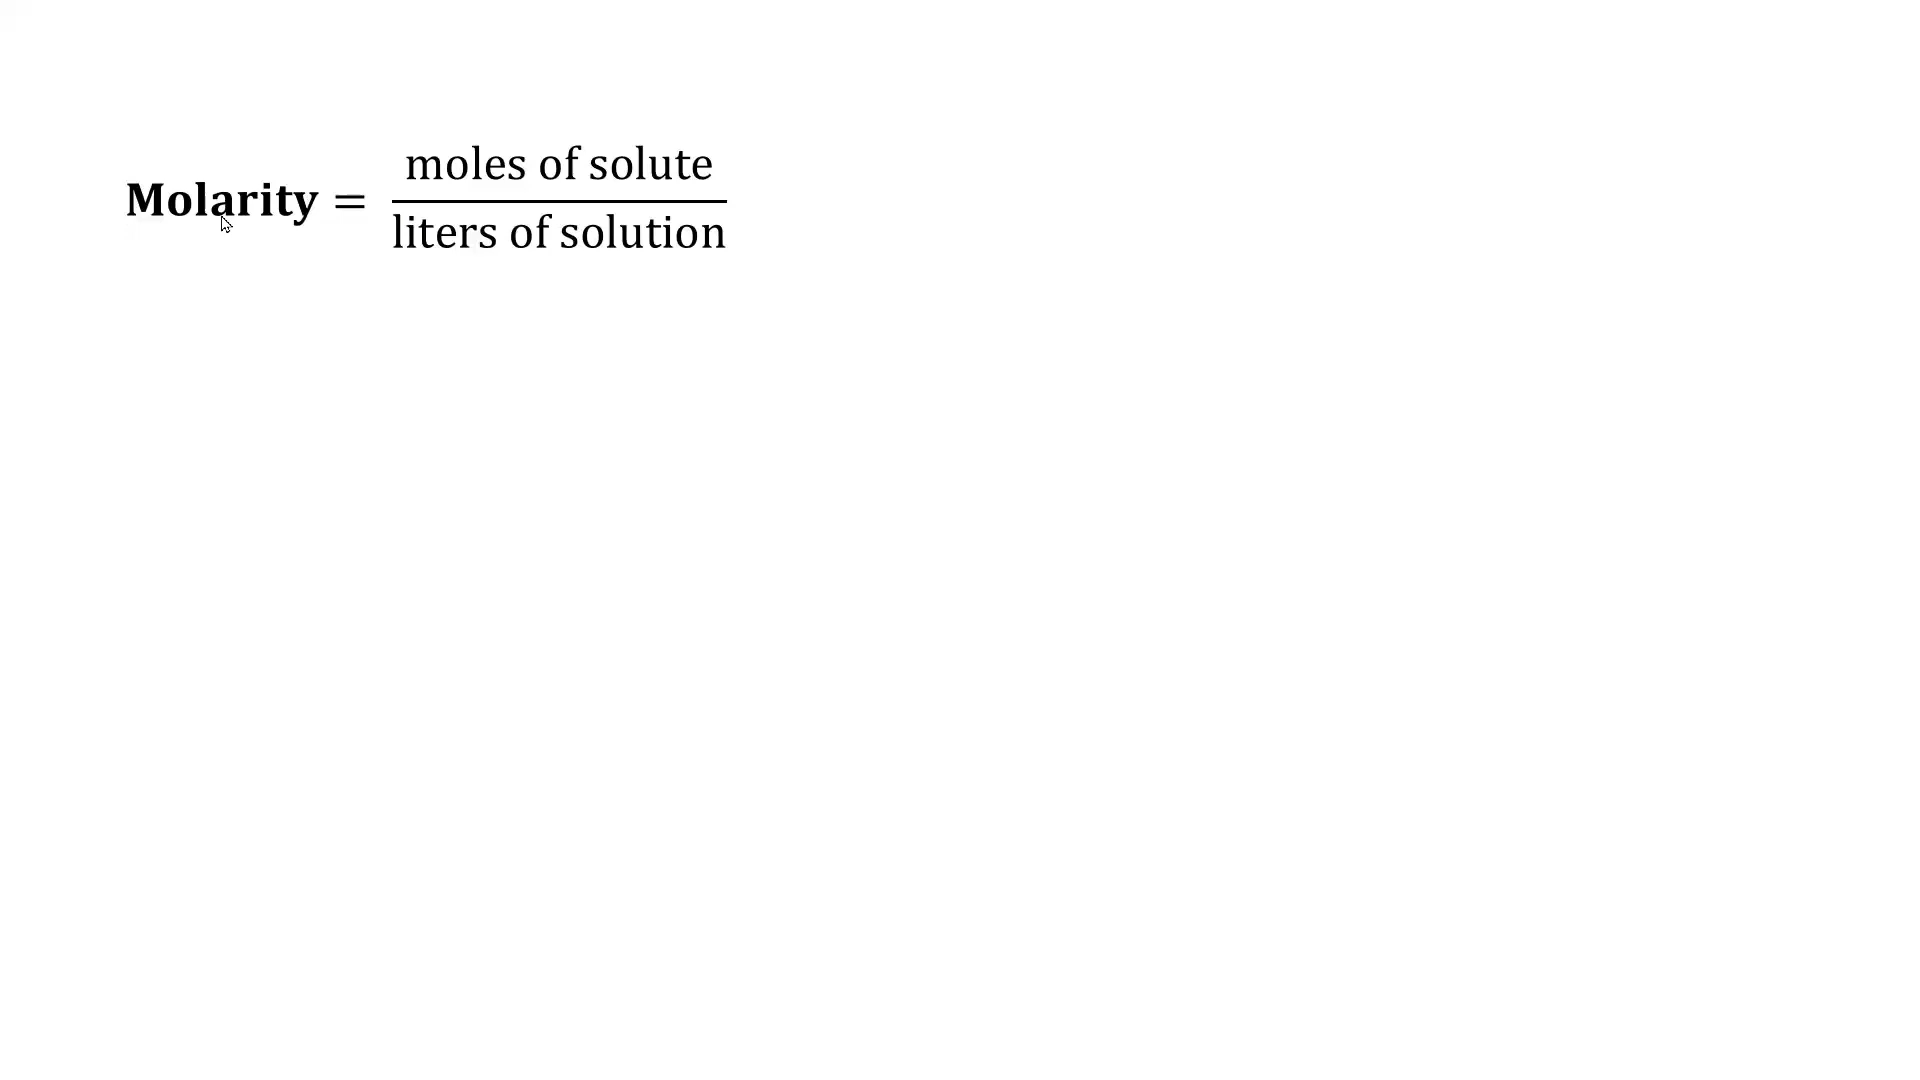 moles of solute
Molarity =
liters of solution